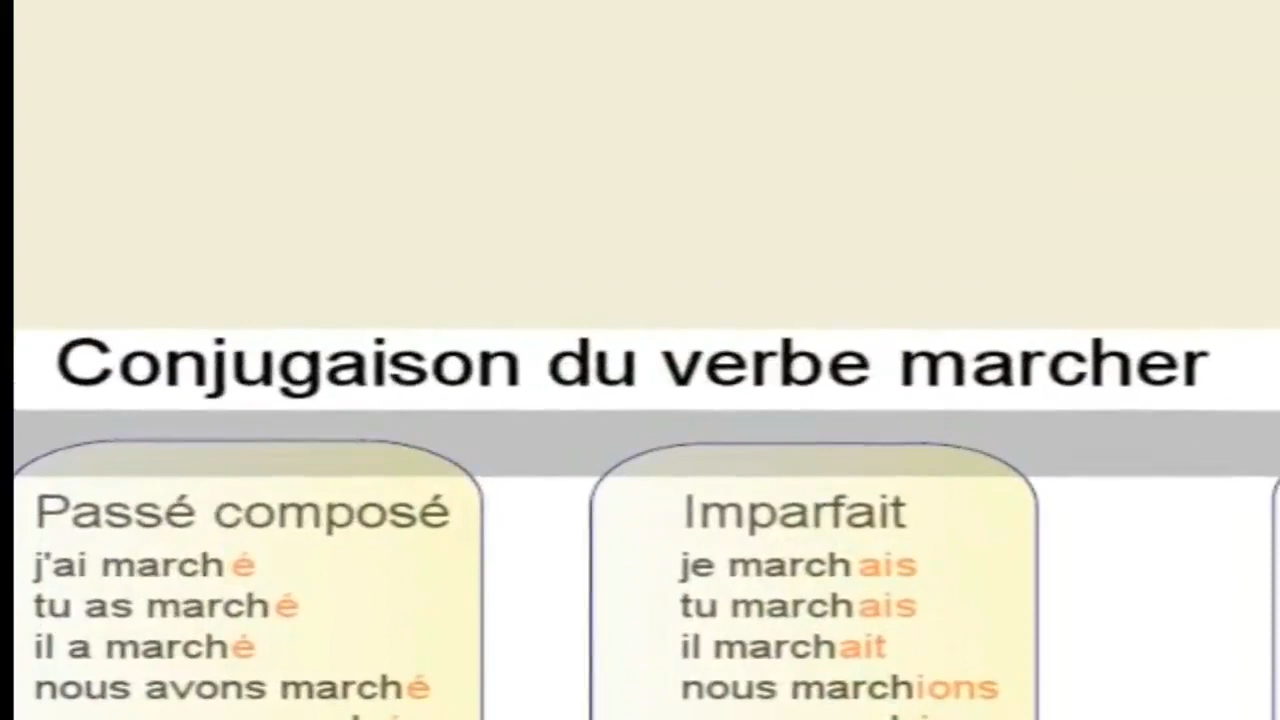 Conjugaison du verbe marcher
Passé composé
j'ai marché
tu as marché
il a marché
nous avons marché
Imparfait
je marchais
tu marchais
il marchait
nous marchions